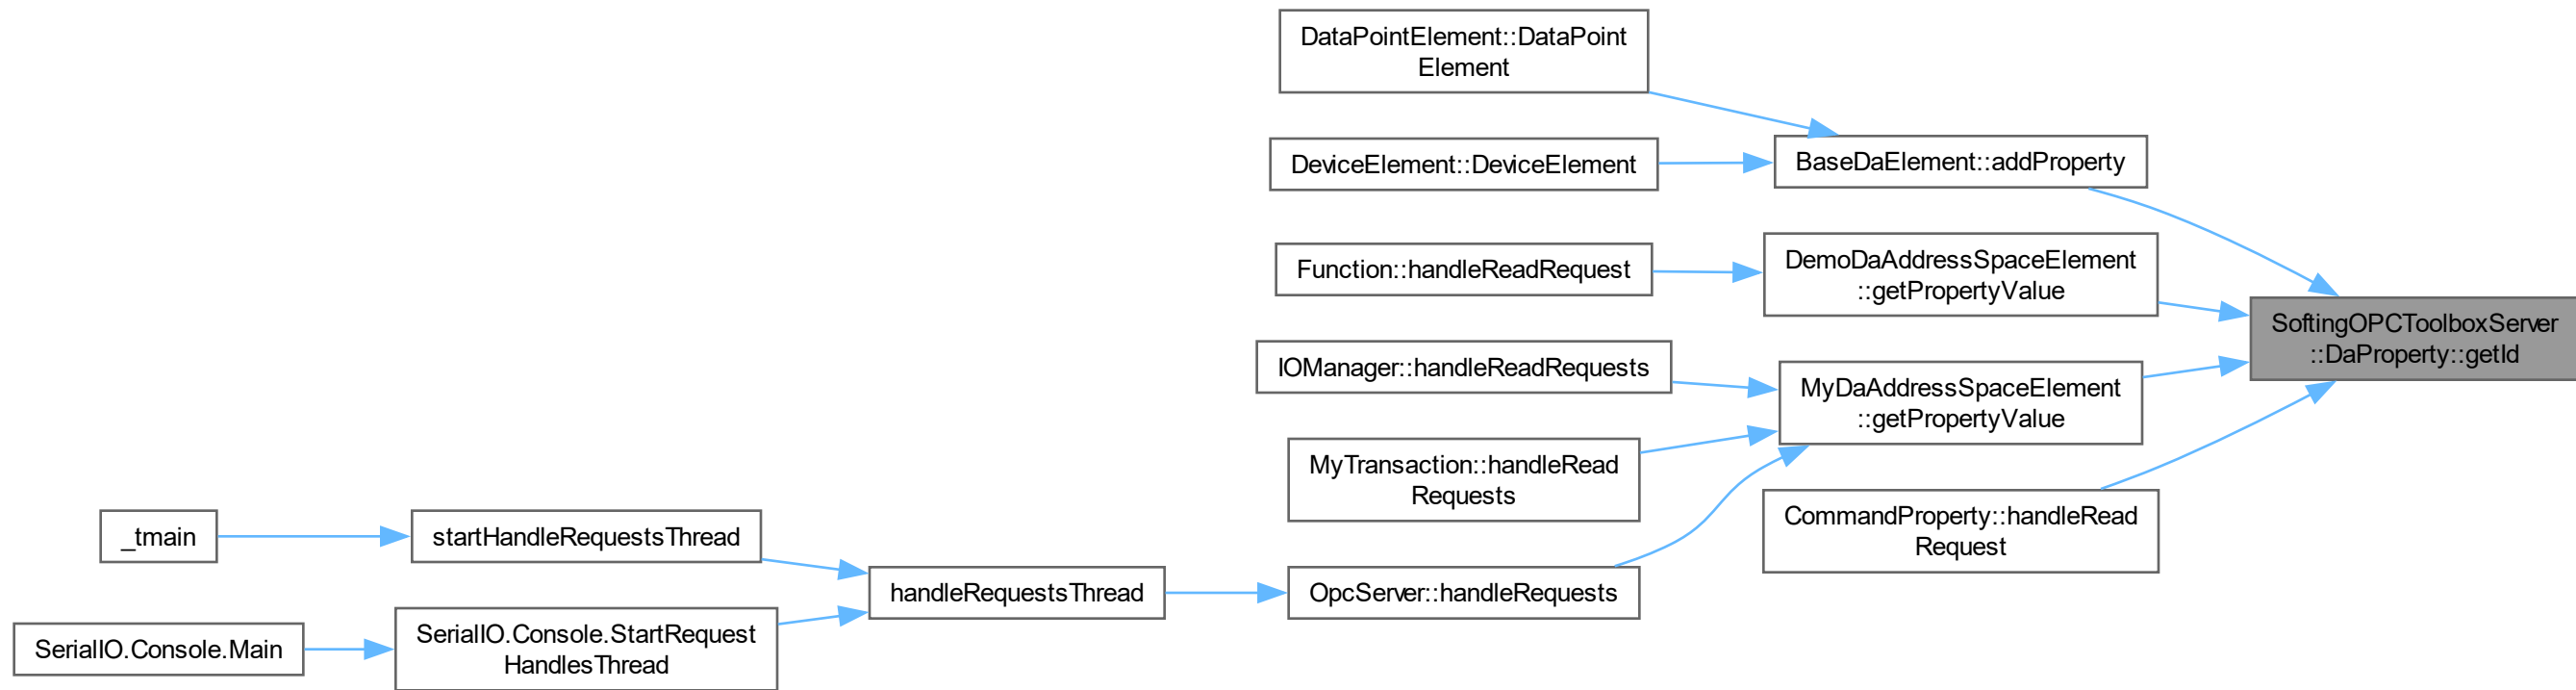 DataPointElement::DataPoint
Element
DeviceElement::DeviceElement
BaseDaElement::addProperty
Function::handleReadRequest
DemoDaAddressSpaceElement
::getPropertyValue
SoftingOPCToolboxServer
::DaProperty::getId
IOManager::handleReadRequests
MyDaAddressSpaceElement
::getPropertyValue
MyTransaction::handleRead
Requests
CommandProperty::handleRead
Request
_tmain
startHandleRequestsThread
handleRequestsThread
OpcServer::handleRequests
SerialIO.Console.Main
SerialIO.Console.StartRequest
HandlesThread